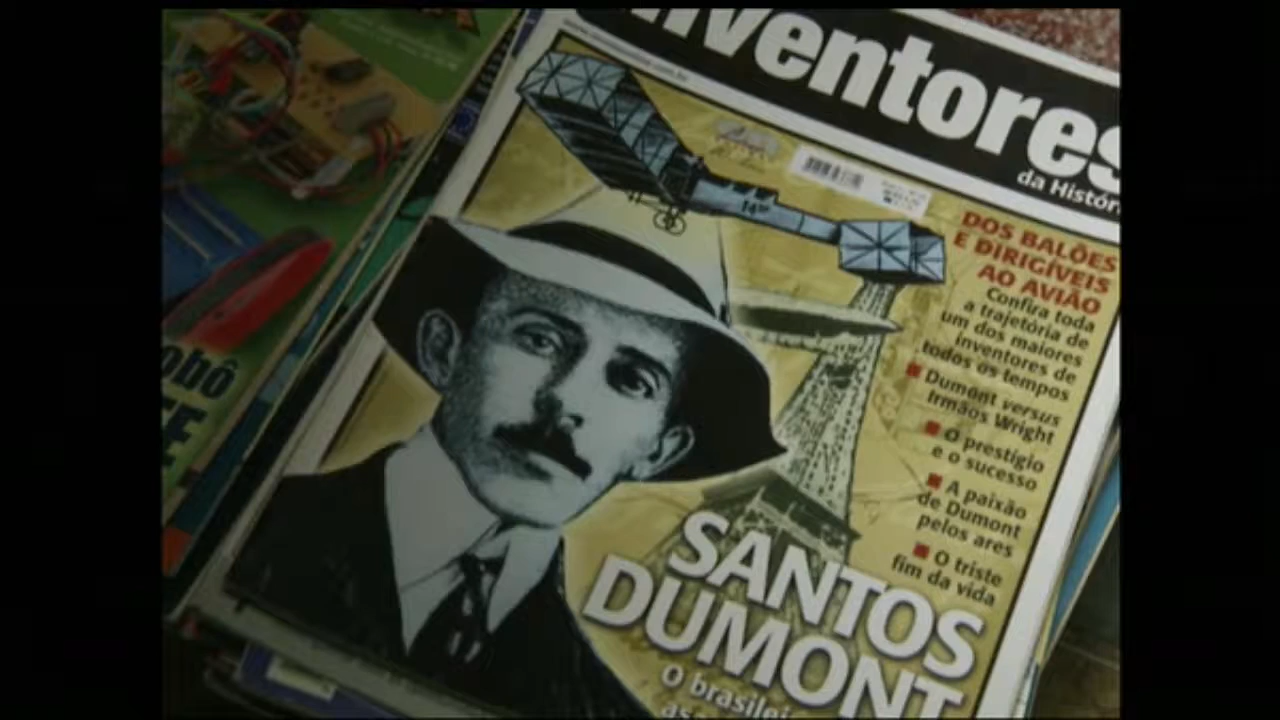 nventores
da Históri
14
DOS BALÕES
E DIRIGÍVEIS
AO AVIÃO
Confira toda
a trajetória de
um dos maiores
inventores de
todos os tempos
Dumont versus
Irmãos Wright
O prestígio
e o sucesso
A paixão
de Dumont
pelos ares
O triste
fim da vida
SANTOS
DUMONT
O brasilei
obô